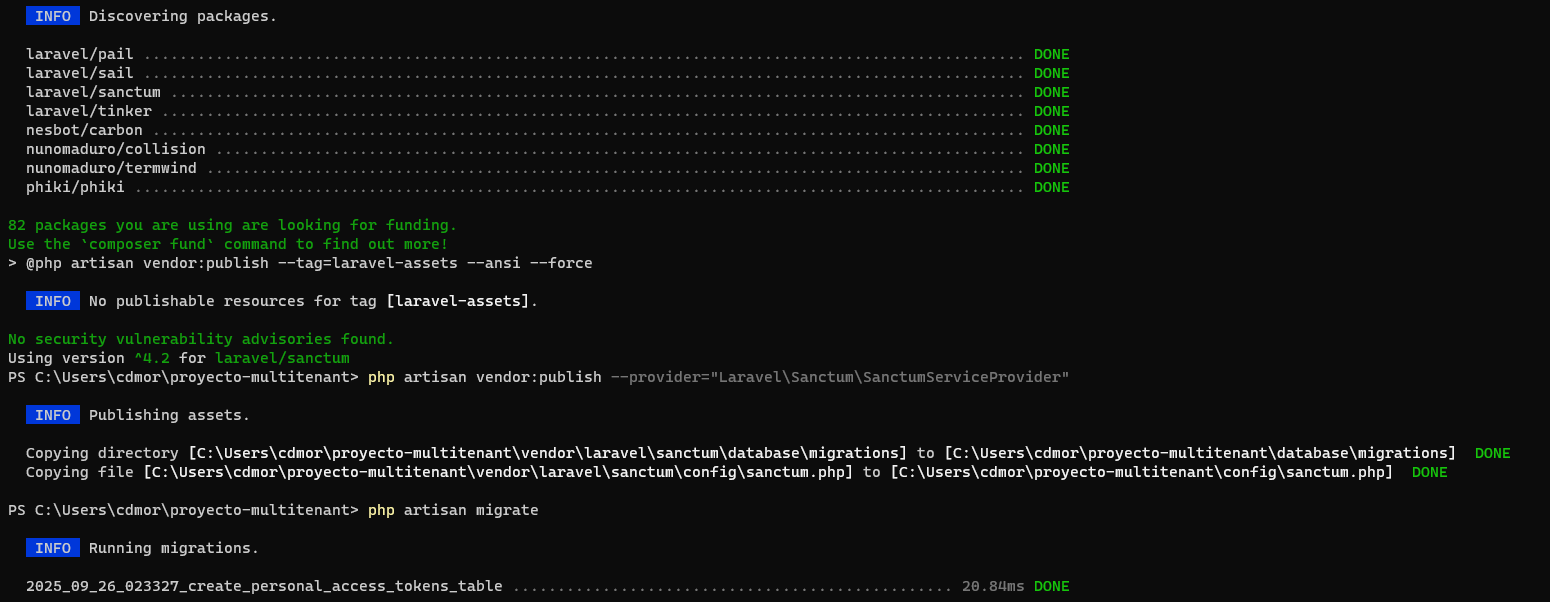 INFO Discovering packages.
laravel/pail .................................................................................................. DONE
laravel/sail .................................................................................................. DONE
laravel/sanctum ............................................................................................... DONE
laravel/tinker ................................................................................................ DONE
nesbot/carbon ................................................................................................. DONE
nunomaduro/collision .......................................................................................... DONE
nunomaduro/termwind ........................................................................................... DONE
phiki/phiki ................................................................................................... DONE
82 packages you are using are looking for funding.
Use the `composer fund` command to find out more!
> @php artisan vendor:publish --tag=laravel-assets --ansi --force
INFO No publishable resources for tag [laravel-assets].
No security vulnerability advisories found.
Using version ^4.2 for laravel/sanctum
PS C:\Users\cdmor\proyecto-multitenant> php artisan vendor:publish --provider="Laravel\Sanctum\SanctumServiceProvider"
INFO Publishing assets.
Copying directory [C:\Users\cdmor\proyecto-multitenant\vendor\laravel\sanctum\database\migrations] to [C:\Users\cdmor\proyecto-multitenant\database\migrations] DONE
Copying file [C:\Users\cdmor\proyecto-multitenant\vendor\laravel\sanctum\config\sanctum.php] to [C:\Users\cdmor\proyecto-multitenant\config\sanctum.php] DONE
PS C:\Users\cdmor\proyecto-multitenant> php artisan migrate
INFO Running migrations.
2025_09_26_023327_create_personal_access_tokens_table ................................................. 20.84ms DONE